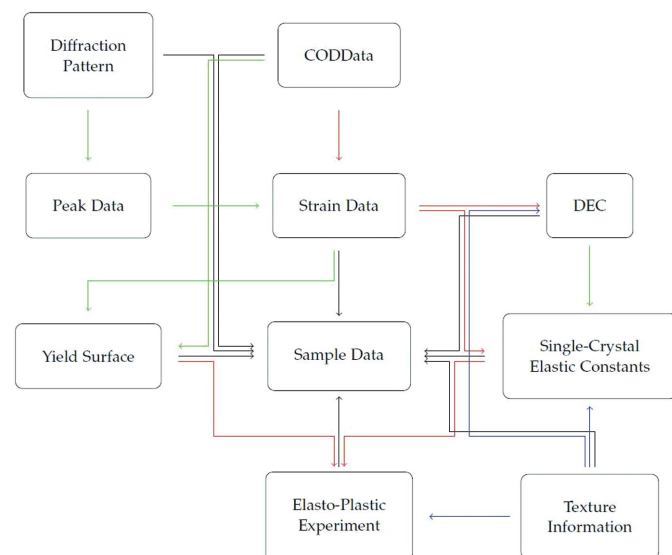 Diffraction
Pattern
CODData
Peak Data
Strain Data
DEC
Yield Surface
Sample Data
Single-Crystal
Elastic Constants
Elasto-Plastic
Experiment
Texture
Information